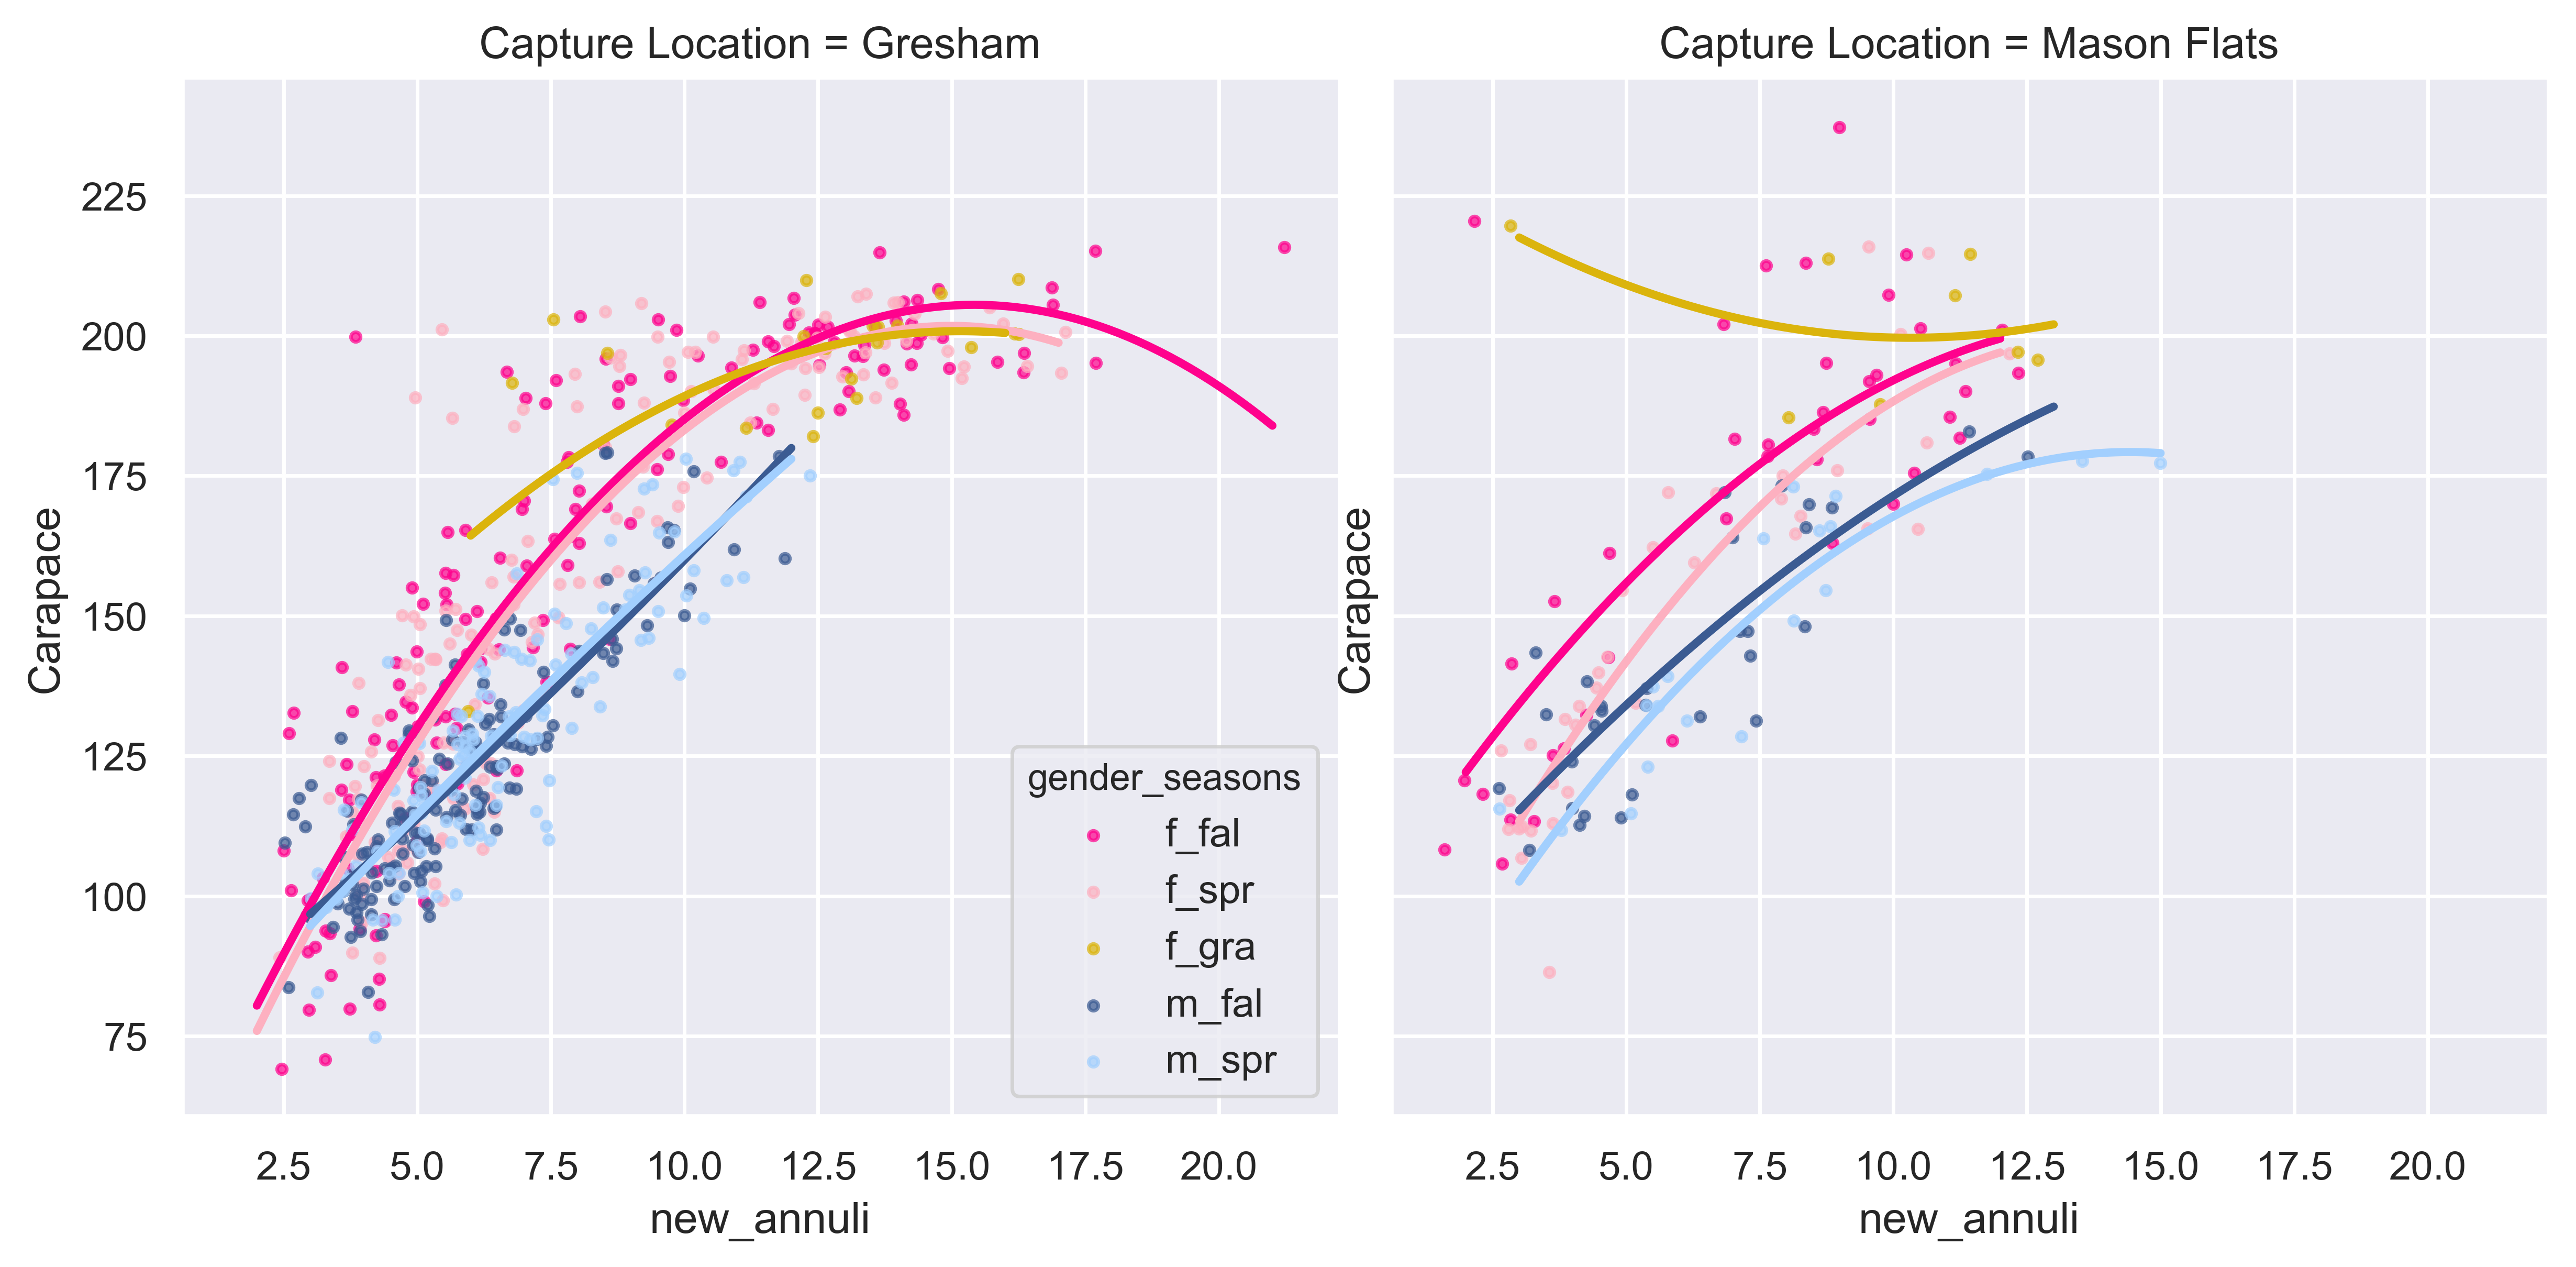 Capture Location = Gresham
Capture Location = Mason Flats
225
200
175
150
125
100
75
Carapace
Carapace
gender_seasons
f_fal
f_spr
f_gra
m_fal
m_spr
2.5 5.0 7.5 10.0 12.5 15.0 17.5 20.0
2.5 5.0 7.5 10.0 12.5 15.0 17.5 20.0
new_annuli
new_annuli